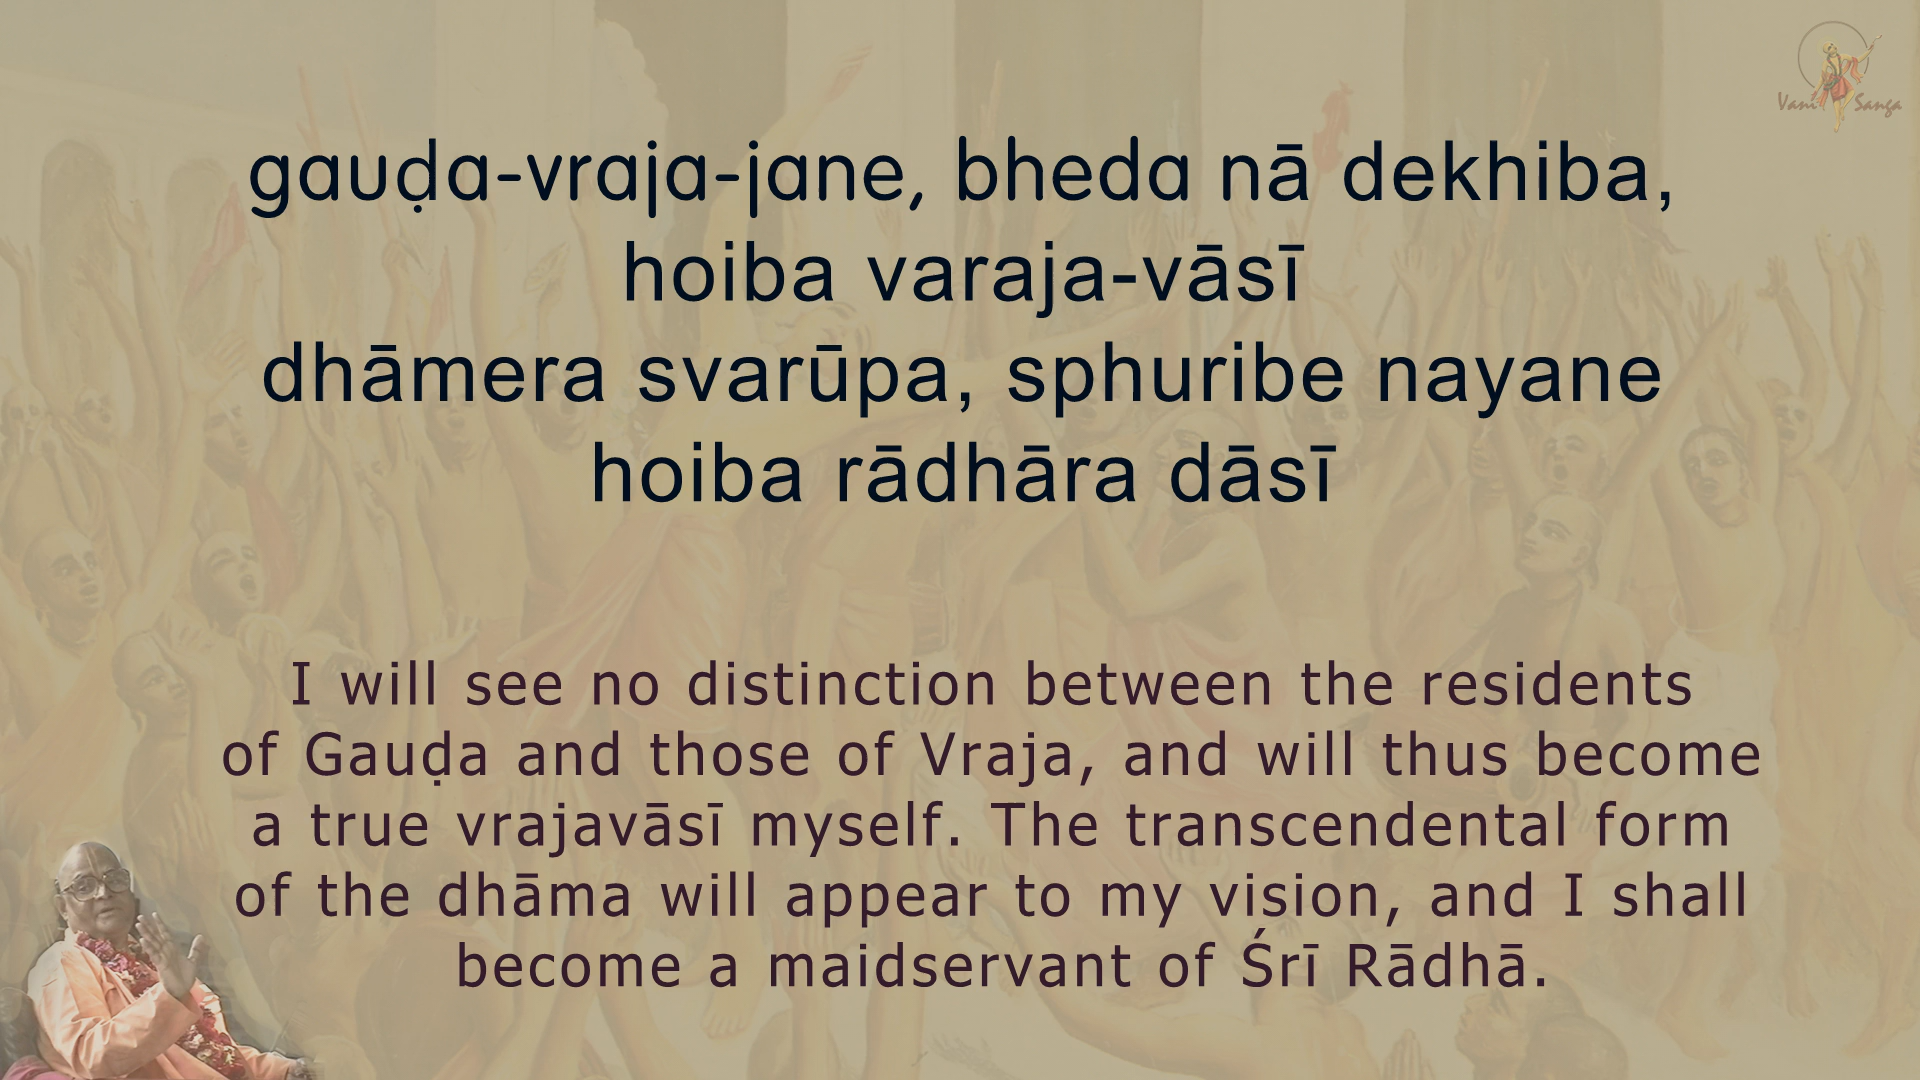 Vani Sanga
gauḍa-vraja-jane, bheda nā dekhiba,
hoiba varaja-vāsī
dhāmera svarūpa, sphuribe nayane
hoiba rādhāra dāsī
I will see no distinction between the residents
of Gauḍa and those of Vraja, and will thus become
a true vrajavāsī myself. The transcendental form
of the dhāma will appear to my vision, and I shall
become a maidservant of Śrī Rādhā.